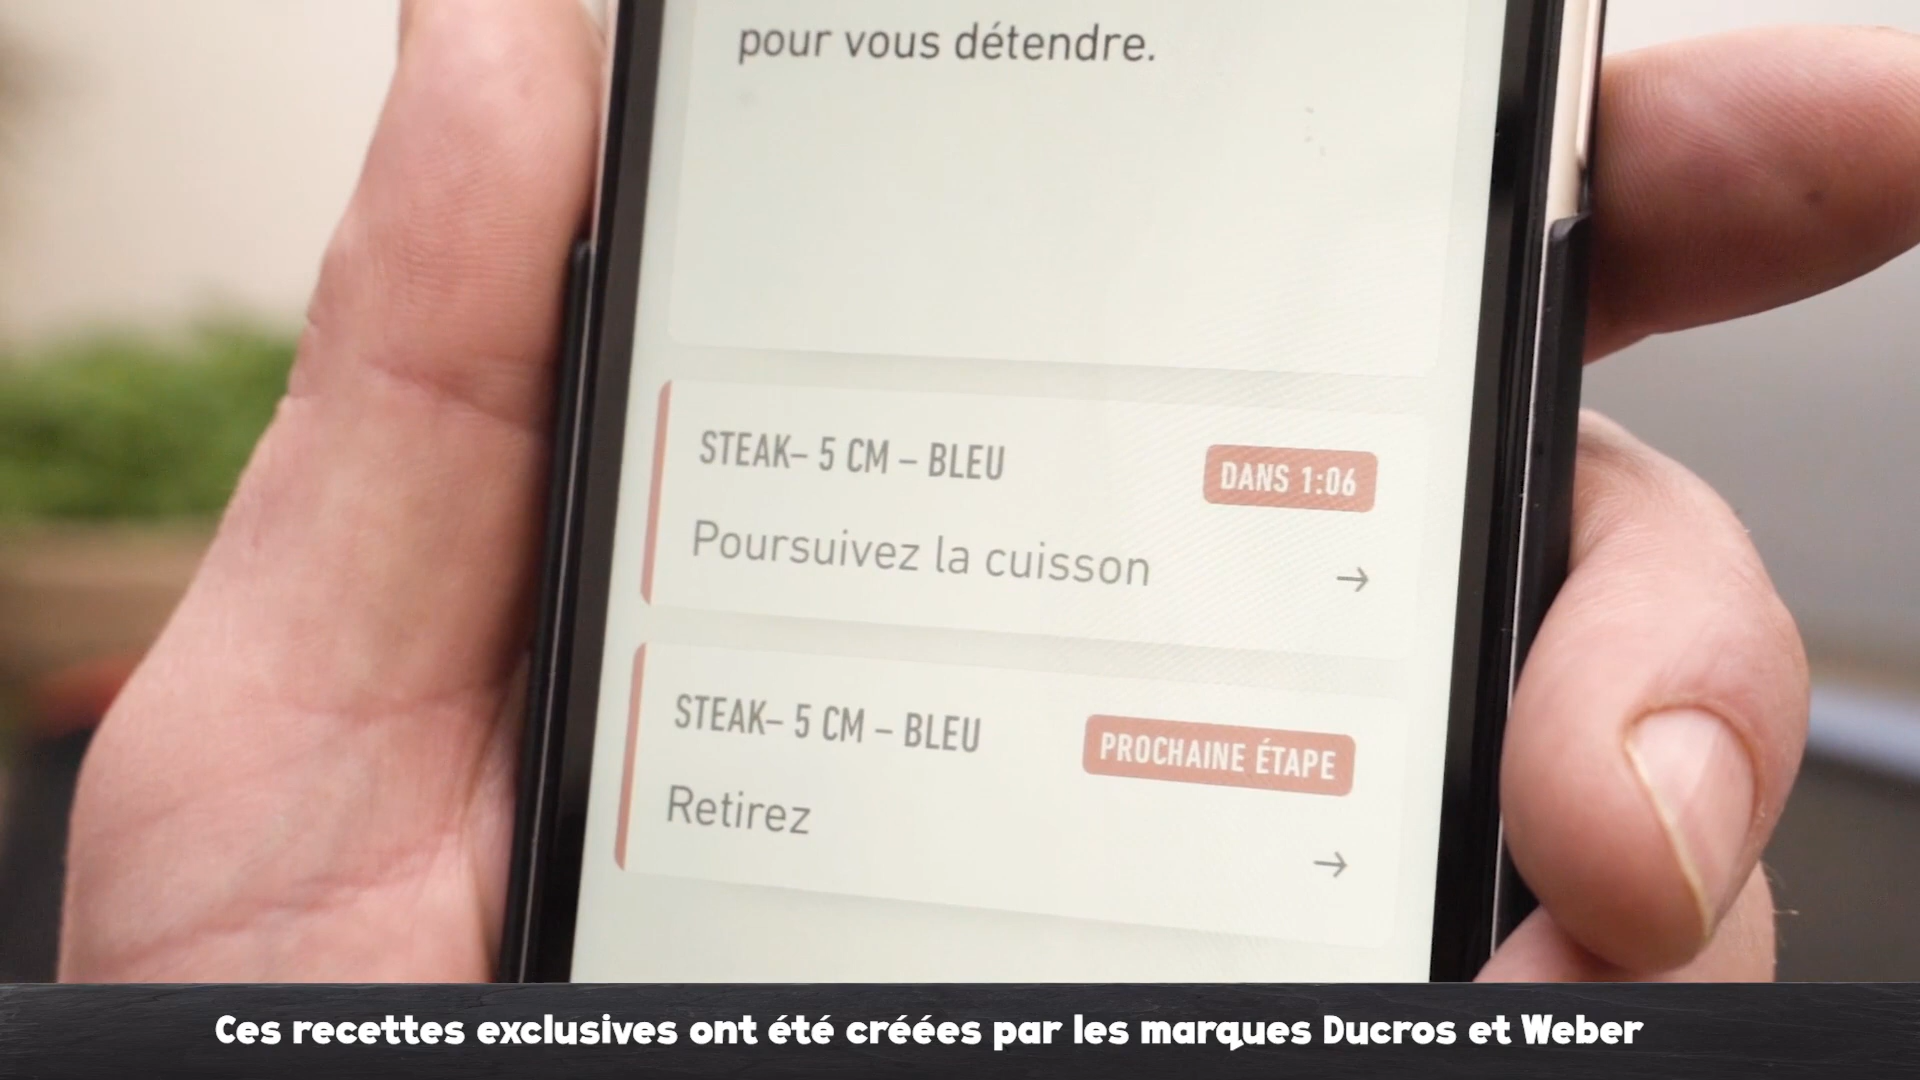 pour vous détendre.
STEAK– 5 CM – BLEU
DANS 1:06
Poursuivez la cuisson
→
STEAK– 5 CM – BLEU
PROCHAINE ÉTAPE
Retirez
→
Ces recettes exclusives ont été créées par les marques Ducros et Weber